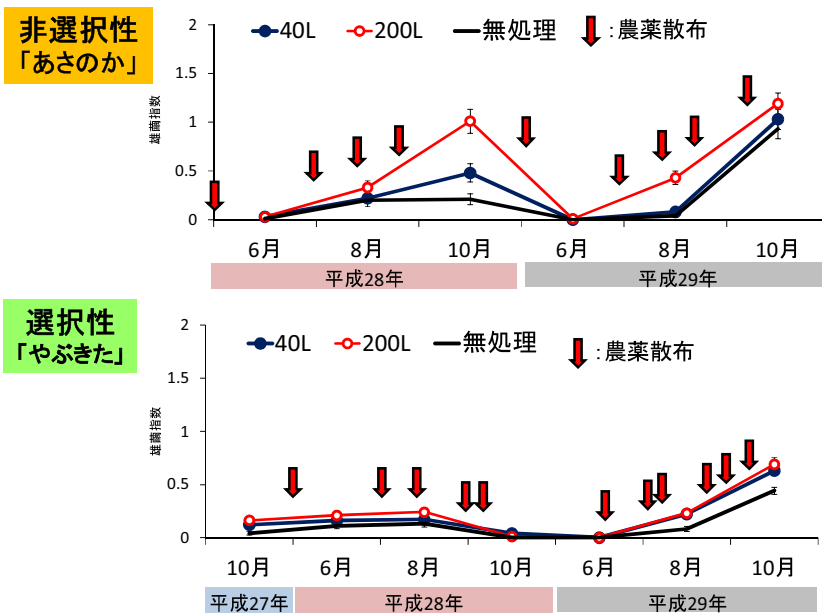 非選択性
「あさのか」
40L 200L 無処理 :農薬散布
雄繭指数
2
1.5
1
0.5
0
6月 8月 10月 6月 8月 10月
平成28年 平成29年
選択性
「やぶきた」
40L 200L 無処理 :農薬散布
雄繭指数
2
1.5
1
0.5
0
10月 6月 8月 10月 6月 8月 10月
平成27年 平成28年 平成29年